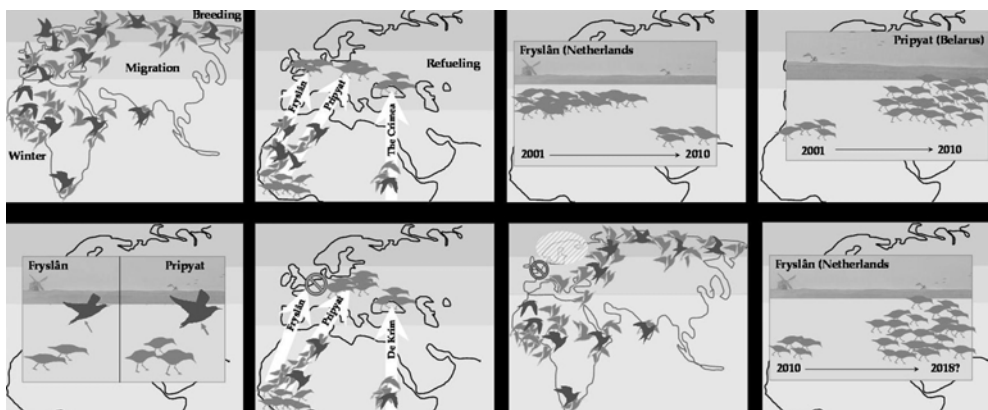 Breeding
Migration
Winter
Refueling
Fryslân
Pripyat
The Crimea
Fryslân (Netherlands
2001
2010
Pripyat (Belarus)
2001
2010
Fryslân
Pripyat
Fryslân
Pripyat
De Krim
Fryslân (Netherlands
2010
2018?